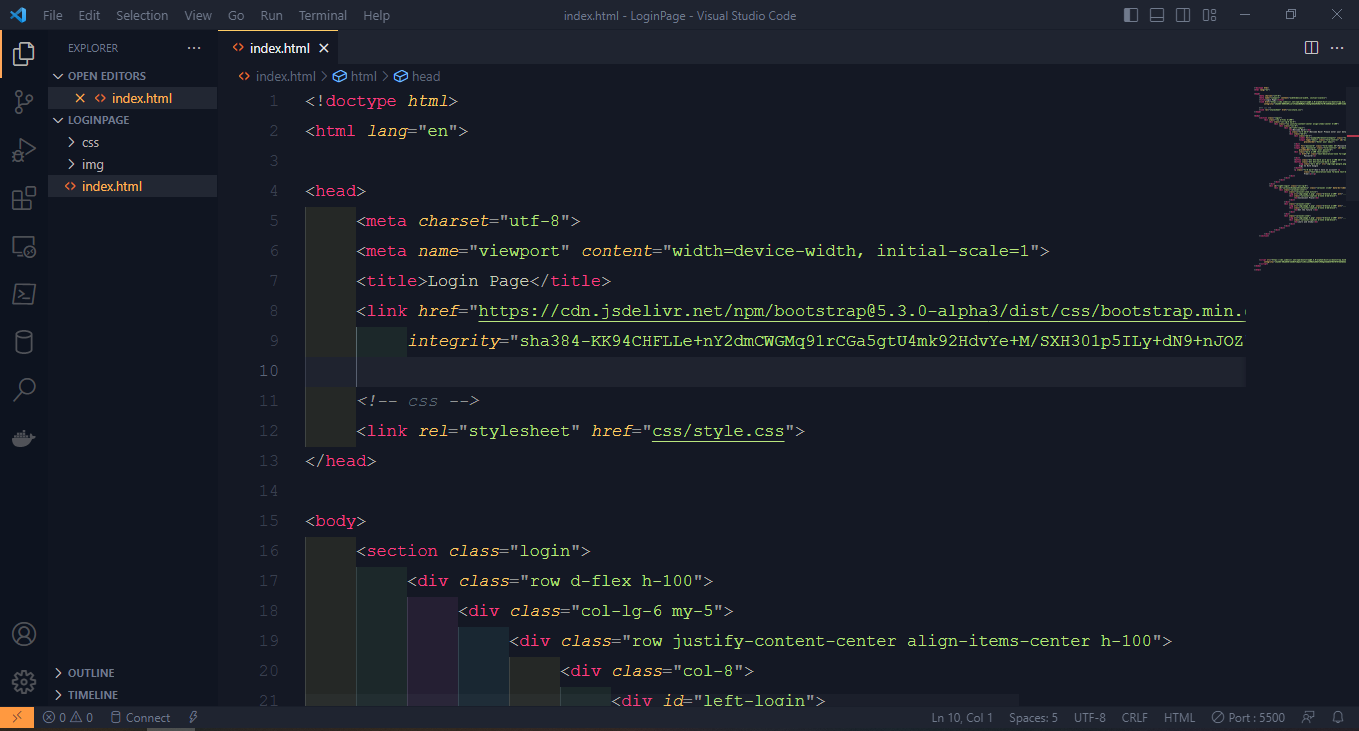 File Edit Selection View Go Run Terminal Help
index.html - LoginPage - Visual Studio Code
EXPLORER
OPEN EDITORS
index.html
LOGINPAGE
css
img
index.html
OUTLINE
TIMELINE
index.html
index.html > html > head
1 <!doctype html>
2 <html lang="en">
3
4 <head>
5 <meta charset="utf-8">
6 <meta name="viewport" content="width=device-width, initial-scale=1">
7 <title>Login Page</title>
8 <link href="https://cdn.jsdelivr.net/npm/bootstrap@5.3.0-alpha3/dist/css/bootstrap.min.
9 integrity="sha384-KK94CHFLLe+nY2dmCWGMq91rCGa5gtU4mk92HdvYe+M/SXH301p5ILy+dN9+nJOZ
10
11 <!-- css -->
12 <link rel="stylesheet" href="css/style.css">
13 </head>
14
15 <body>
16 <section class="login">
17 <div class="row d-flex h-100">
18 <div class="col-lg-6 my-5">
19 <div class="row justify-content-center align-items-center h-100">
20 <div class="col-8">
21 <div id="left-login">
0 0 Connect
Ln 10, Col 1 Spaces: 5 UTF-8 CRLF HTML Port : 5500